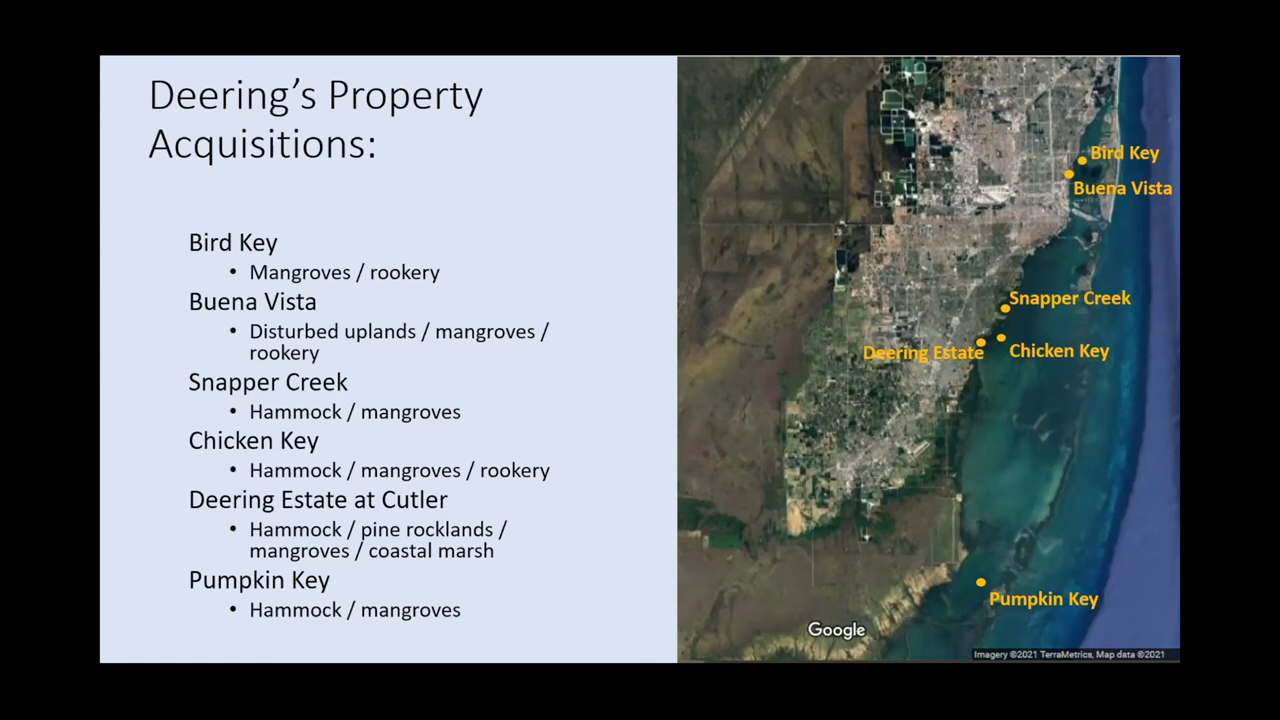 Deering's Property
Acquisitions:
Bird Key
• Mangroves / rookery
Buena Vista
• Disturbed uplands / mangroves /
rookery
Snapper Creek
• Hammock / mangroves
Chicken Key
• Hammock / mangroves / rookery
Deering Estate at Cutler
• Hammock / pine rocklands /
mangroves / coastal marsh
Pumpkin Key
• Hammock / mangroves
Bird Key
Buena Vista
Snapper Creek
Deering Estate
Chicken Key
Pumpkin Key
Google
Imagery ©2021 TerraMetrics, Map data ©2021